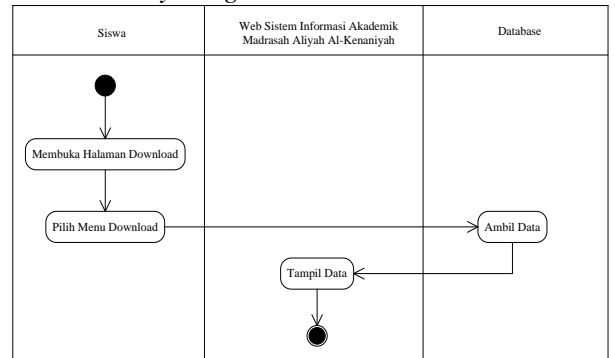 Siswa
Web Sistem Informasi Akademik
Madrasah Aliyah Al-Kenaniyah
Database
Membuka Halaman Download
Pilih Menu Download
Ambil Data
Tampil Data